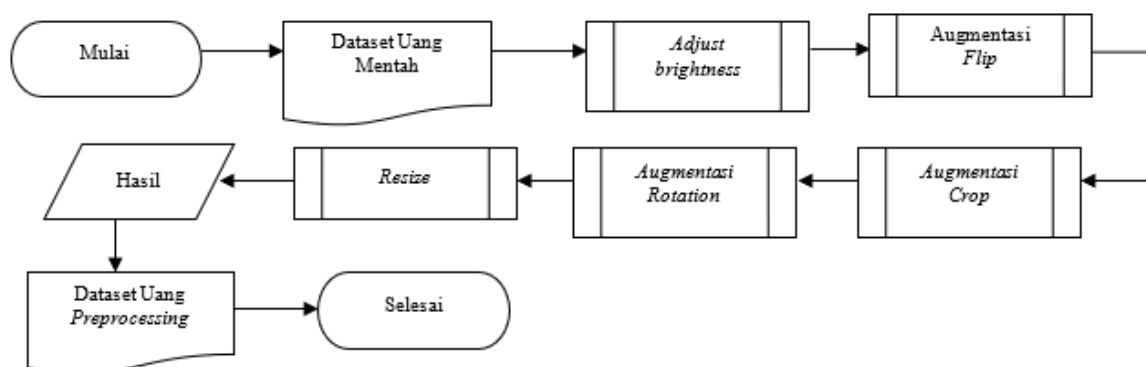 Mulai
Dataset Uang
Mentah
Adjust
brightness
Augmentasi
Flip
Augmentasi
Crop
Augmentasi
Rotation
Resize
Hasil
Dataset Uang
Preprocessing
Selesai